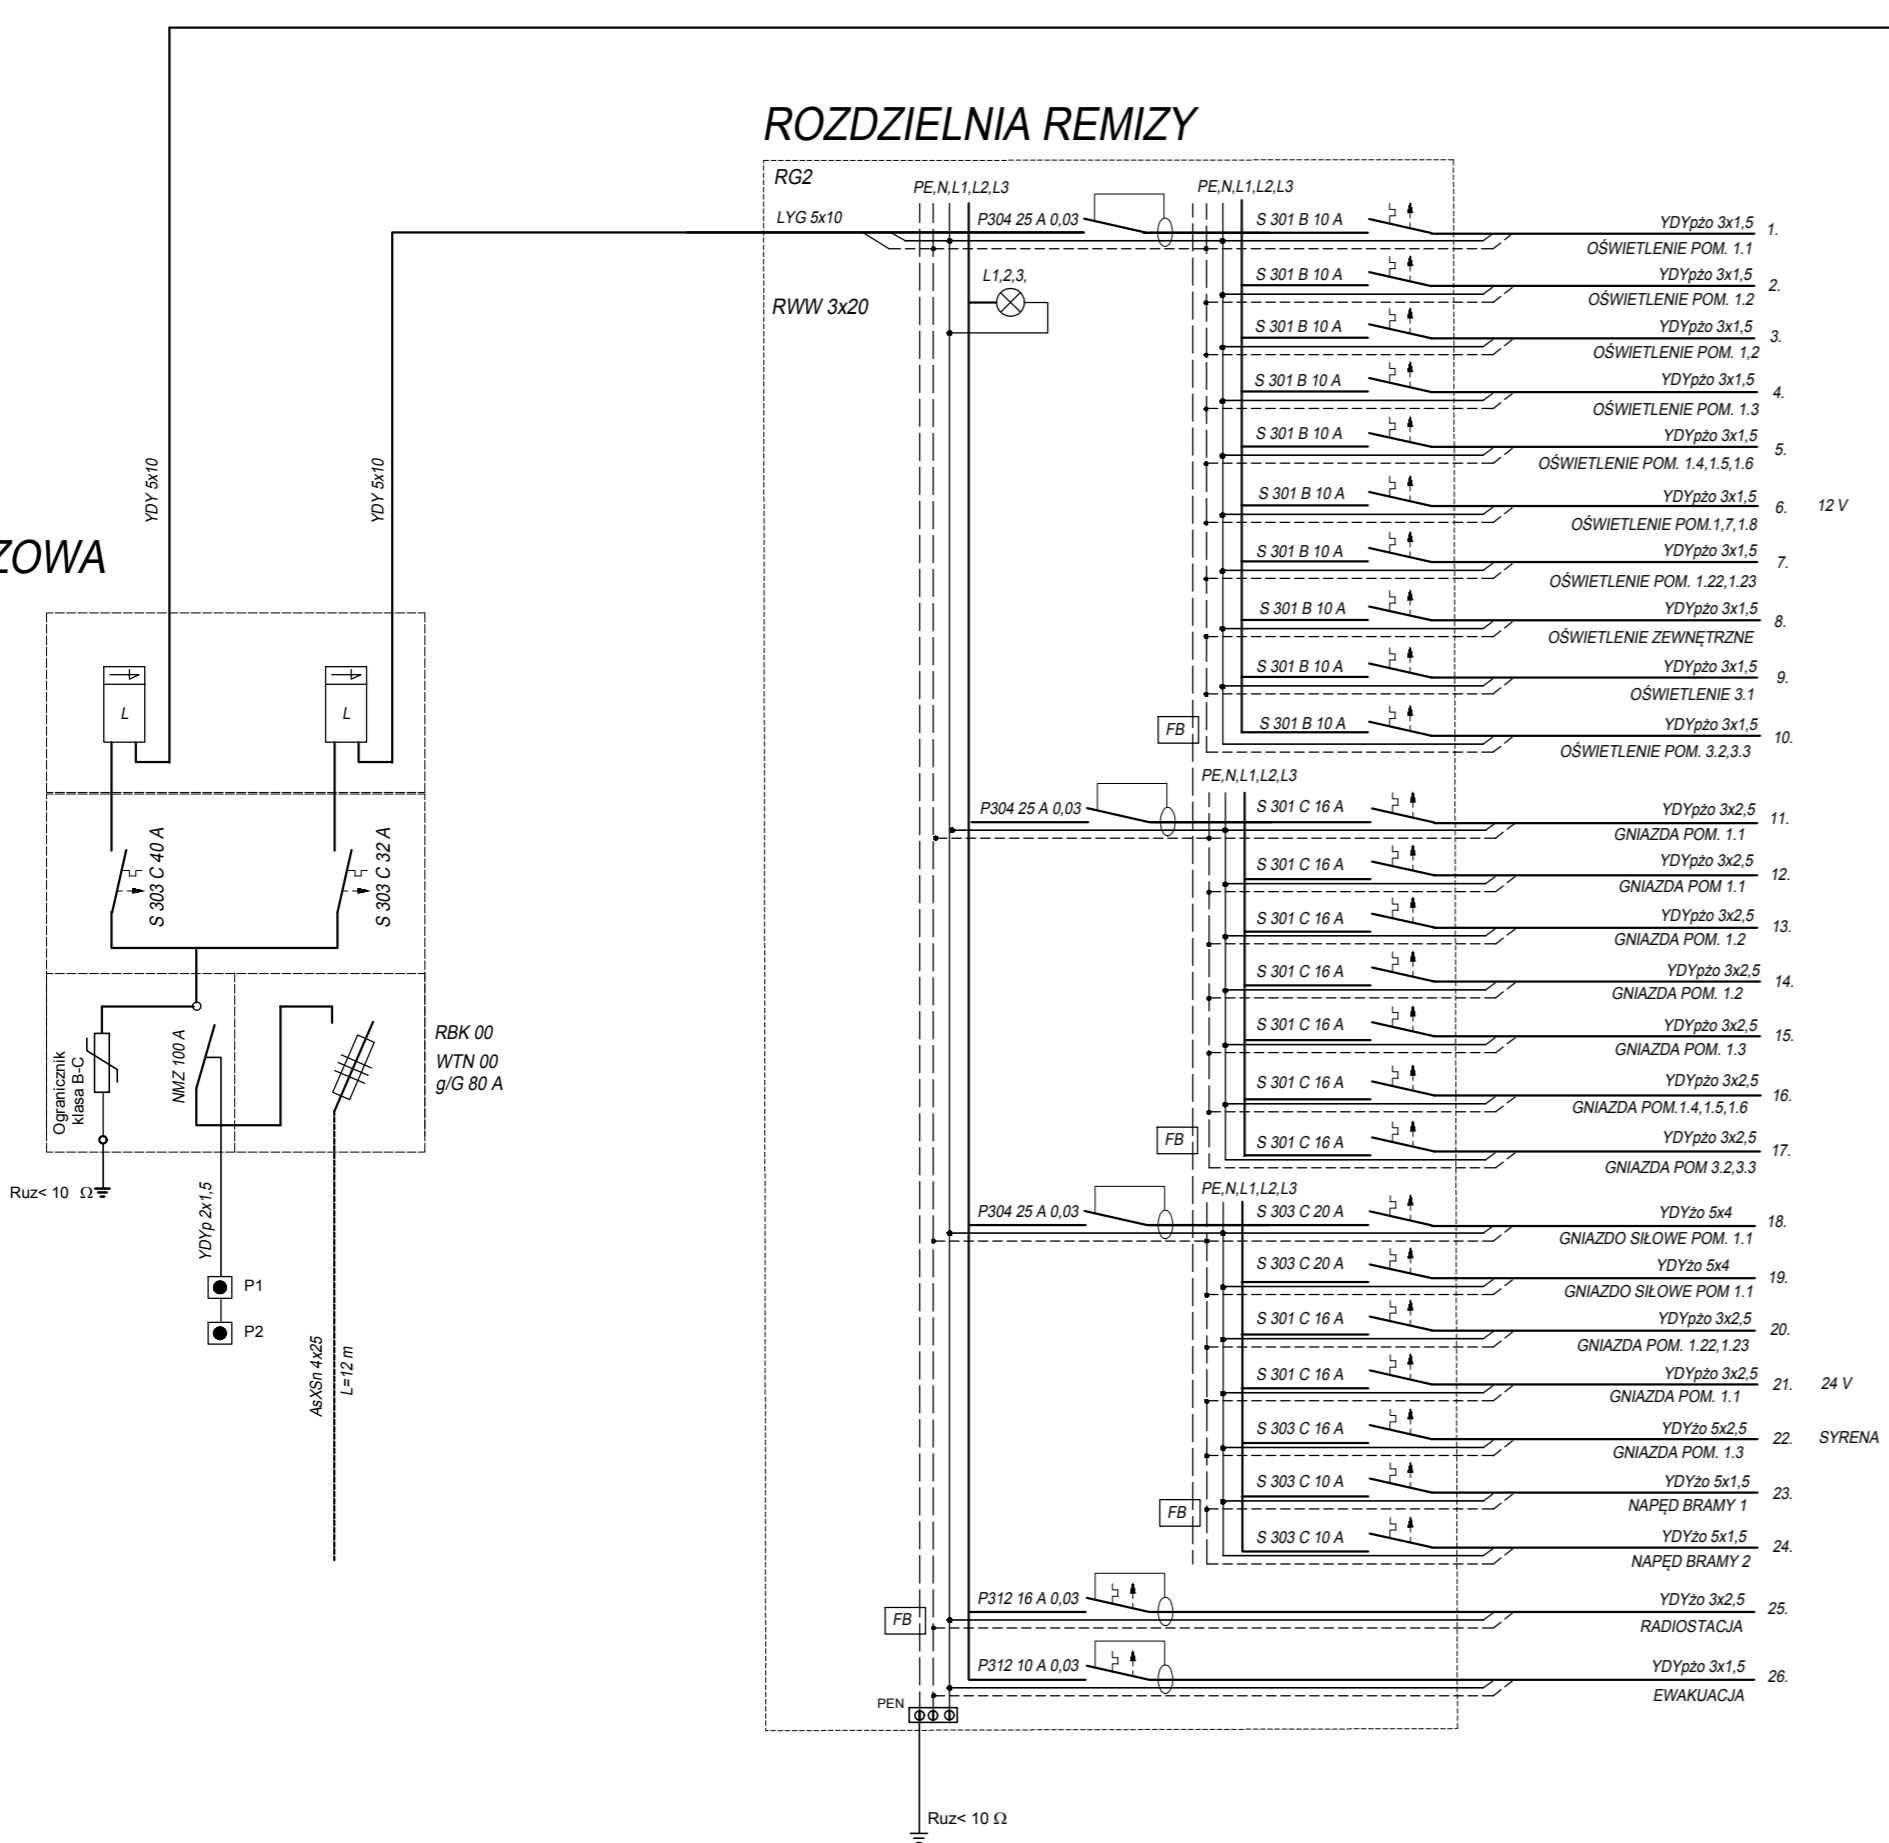 ROZDZIELNIA REMIZY
RG2
PE,N,L1,L2,L3
PE,N,L1,L2,L3
LYG 5x10
P304 25 A 0,03
S 301 B 10 A
YDYpżo 3x1,5
1.
OŚWIETLENIE POM. 1.1
L1,2,3,
RWW 3x20
S 301 B 10 A
YDYpżo 3x1,5
2.
OŚWIETLENIE POM. 1.2
S 301 B 10 A
YDYpżo 3x1,5
3.
OŚWIETLENIE POM. 1,2
S 301 B 10 A
YDYpżo 3x1,5
4.
OŚWIETLENIE POM. 1.3
S 301 B 10 A
YDYpżo 3x1,5
5.
OŚWIETLENIE POM. 1.4,1.5,1.6
S 301 B 10 A
YDYpżo 3x1,5
6.
12 V
OŚWIETLENIE POM.1,7,1.8
S 301 B 10 A
YDYpżo 3x1,5
7.
OŚWIETLENIE POM. 1.22,1.23
S 301 B 10 A
YDYpżo 3x1,5
8.
OŚWIETLENIE ZEWNĘTRZNE
S 301 B 10 A
YDYpżo 3x1,5
9.
OŚWIETLENIE 3.1
FB
S 301 B 10 A
YDYpżo 3x1,5
10.
OŚWIETLENIE POM. 3.2,3.3
PE,N,L1,L2,L3
P304 25 A 0,03
S 301 C 16 A
YDYpżo 3x2,5
11.
GNIAZDA POM. 1.1
S 301 C 16 A
YDYpżo 3x2,5
12.
GNIAZDA POM 1.1
S 301 C 16 A
YDYpżo 3x2,5
13.
GNIAZDA POM. 1.2
S 301 C 16 A
YDYpżo 3x2,5
14.
GNIAZDA POM. 1.2
S 301 C 16 A
YDYpżo 3x2,5
15.
GNIAZDA POM. 1.3
S 301 C 16 A
YDYpżo 3x2,5
16.
GNIAZDA POM.1.4,1.5,1.6
FB
S 301 C 16 A
YDYpżo 3x2,5
17.
GNIAZDA POM 3.2,3.3
PE,N,L1,L2,L3
P304 25 A 0,03
S 303 C 20 A
YDYżo 5x4
18.
GNIAZDO SIŁOWE POM. 1.1
S 303 C 20 A
YDYżo 5x4
19.
GNIAZDO SIŁOWE POM 1.1
S 301 C 16 A
YDYpżo 3x2,5
20.
GNIAZDA POM. 1.22,1.23
S 301 C 16 A
YDYpżo 3x2,5
21.
24 V
GNIAZDA POM. 1.1
S 303 C 16 A
YDYżo 5x2,5
22.
SYRENA
GNIAZDA POM. 1.3
S 303 C 10 A
YDYżo 5x1,5
23.
NAPĘD BRAMY 1
FB
S 303 C 10 A
YDYżo 5x1,5
24.
NAPĘD BRAMY 2
P312 16 A 0,03
YDYżo 3x2,5
25.
RADIOSTACJA
FB
P312 10 A 0,03
YDYpżo 3x1,5
26.
EWAKUACJA
PEN
Ruz< 10 Ω
YDY 5x10
YDY 5x10
ZOWA
L
L
S 303 C 40 A
S 303 C 32 A
Ogranicznik
klasa B-C
NMZ 100 A
RBK 00
WTN 00
g/G 80 A
Ruz< 10 Ω
YDYp 2x1,5
P1
P2
AsXSn 4x25
L=12 m